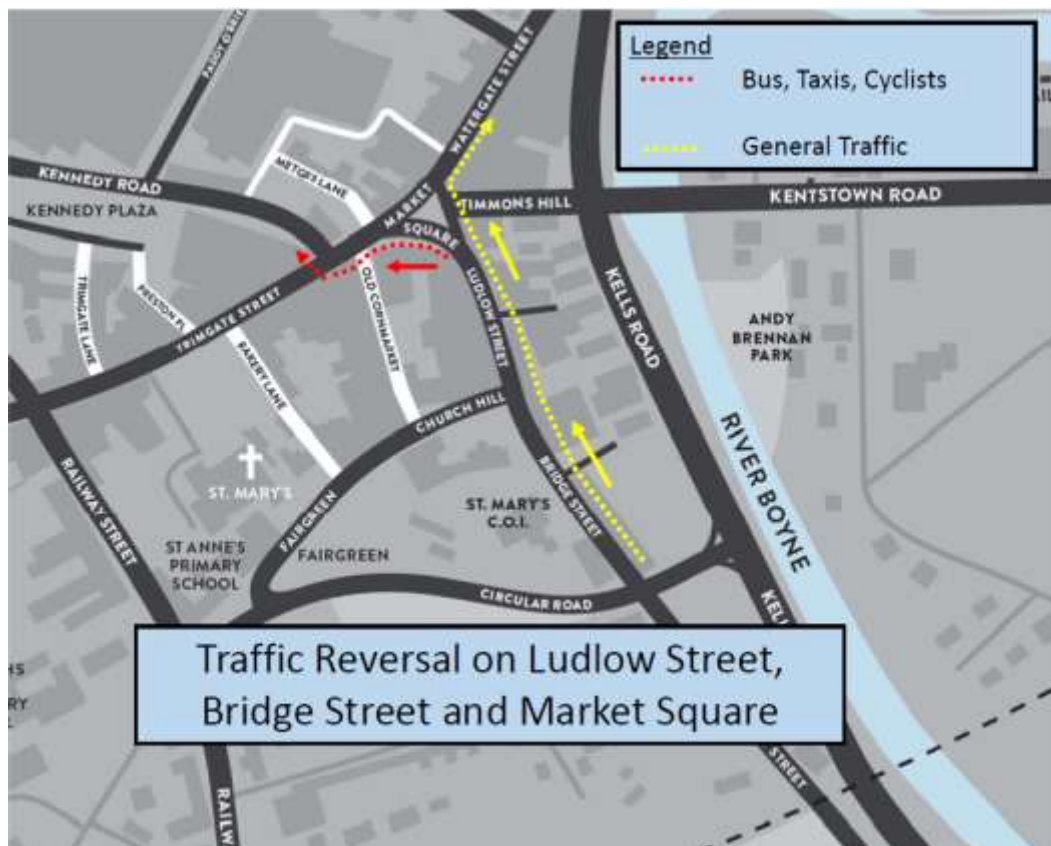 Legend
Bus, Taxis, Cyclists
General Traffic
WATERGATE STREET
KENNEDY ROAD
KENNEDY PLAZA
METGES LANE
MARKET
SQUARE
TIMMONS HILL
KENTSTOWN ROAD
TRIMGATE LANE
PRESTON PL
TRIMGATE STREET
BAKERY LANE
OLD CORNMARKET
LUDLOW STREET
KELLS ROAD
ANDY
BRENNAN
PARK
CHURCH HILL
RIVER BOYNE
RAILWAY STREET
ST. MARY'S
BRIDGE STREET
ST. MARY'S
C.O.I.
FAIRGREEN
FAIRGREEN
ST ANNE'S
PRIMARY
SCHOOL
CIRCULAR ROAD
Traffic Reversal on Ludlow Street,
Bridge Street and Market Square
STREET